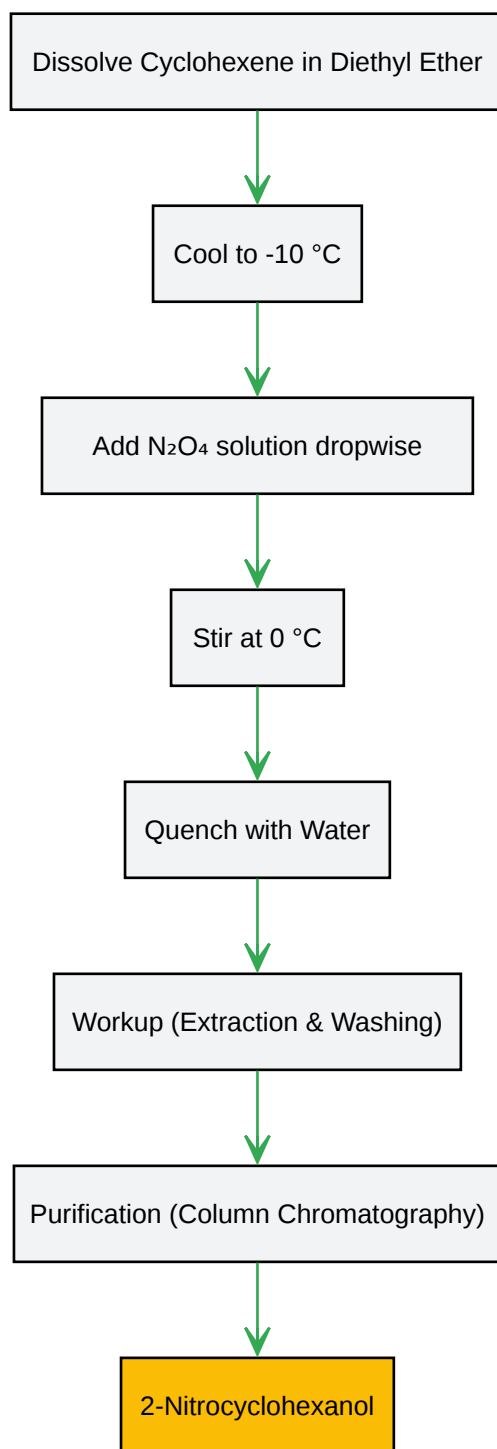 Dissolve Cyclohexene in Diethyl Ether
Cool to -10 °C
Add N₂O₄ solution dropwise
Stir at 0 °C
Quench with Water
Workup (Extraction & Washing)
Purification (Column Chromatography)
2-Nitrocyclohexanol